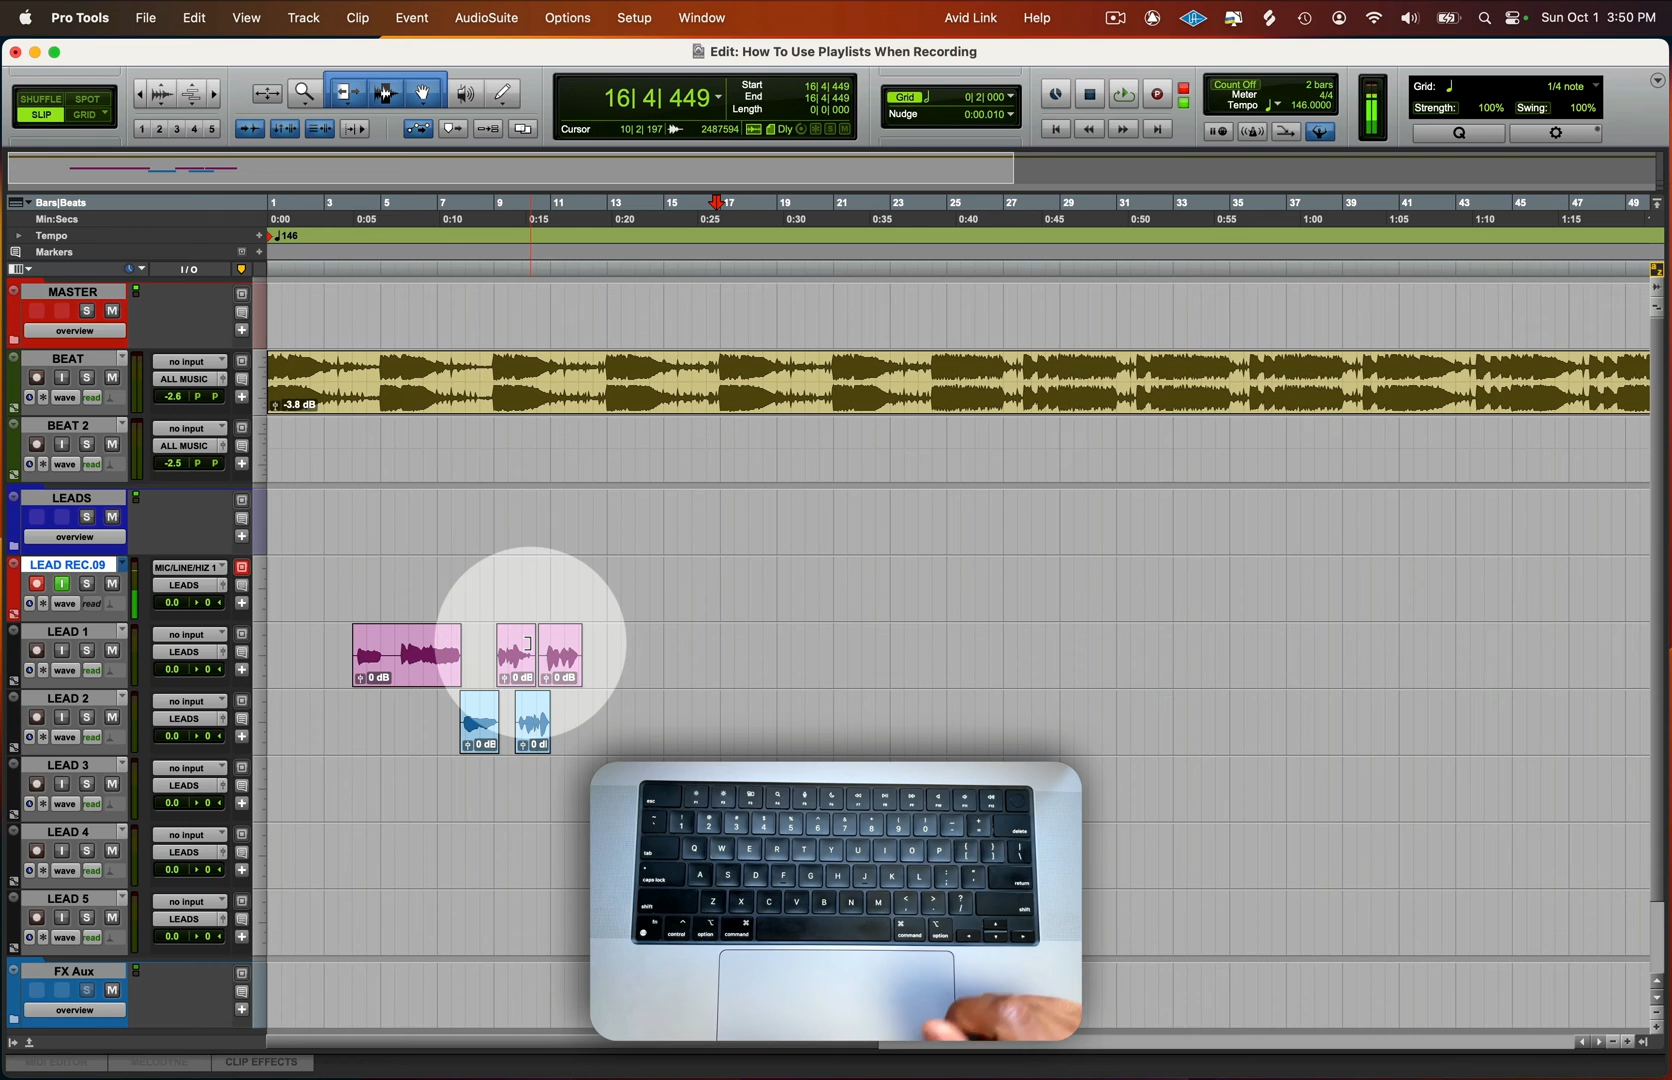 Pro Tools File Edit View Track Clip Event AudioSuite Options Setup Window Avid Link Help Sun Oct 1 3:50 PM
Edit: How To Use Playlists When Recording
SHUFFLE SPOT
SLIP GRID
1 2 3 4 5
16| 4| 449
Start 16| 4| 449
End 16| 4| 449
Length 0| 0| 000
Cursor 10| 2| 197 2487594 Dly S M
Grid 0| 2| 000
Nudge 0:00.010
Count Off 2 bars
Meter 4/4
Tempo 146.0000
Grid: 1/4 note
Strength: 100% Swing: 100%
Q
Bars|Beats 1 3 5 7 9 11 13 15 17 19 21 23 25 27 29 31 33 35 37 39 41 43 45 47 49
Min:Secs 0:00 0:05 0:10 0:15 0:20 0:25 0:30 0:35 0:40 0:45 0:50 0:55 1:00 1:05 1:10 1:15
Tempo 146
Markers
I / O
MASTER
S M
overview
BEAT no input
I S M ALL MUSIC
wave read -2.6 P P -3.8 dB
BEAT 2 no input
I S M ALL MUSIC
wave read -2.5 P P
LEADS
S M
overview
LEAD REC.09 MIC/LINE/HIZ 1
I S M LEADS
wave read 0.0 0
LEAD 1 no input
I S M LEADS
wave read 0.0 0 0 dB 0 dB 0 dB
LEAD 2 no input
I S M LEADS
wave read 0.0 0 0 dB 0 dB
LEAD 3 no input
I S M LEADS
wave read 0.0 0
LEAD 4 no input
I S M LEADS
wave read 0.0 0
LEAD 5 no input
I S M LEADS
wave read 0.0 0
FX Aux
S M
overview
MIDI EDITOR MELODYNE CLIP EFFECTS
esc
1 2 3 4 5 6 7 8 9 0 delete
tab Q W E R T Y U I O P
caps lock A S D F G H J K L return
shift Z X C V B N M shift
fn control option command command option